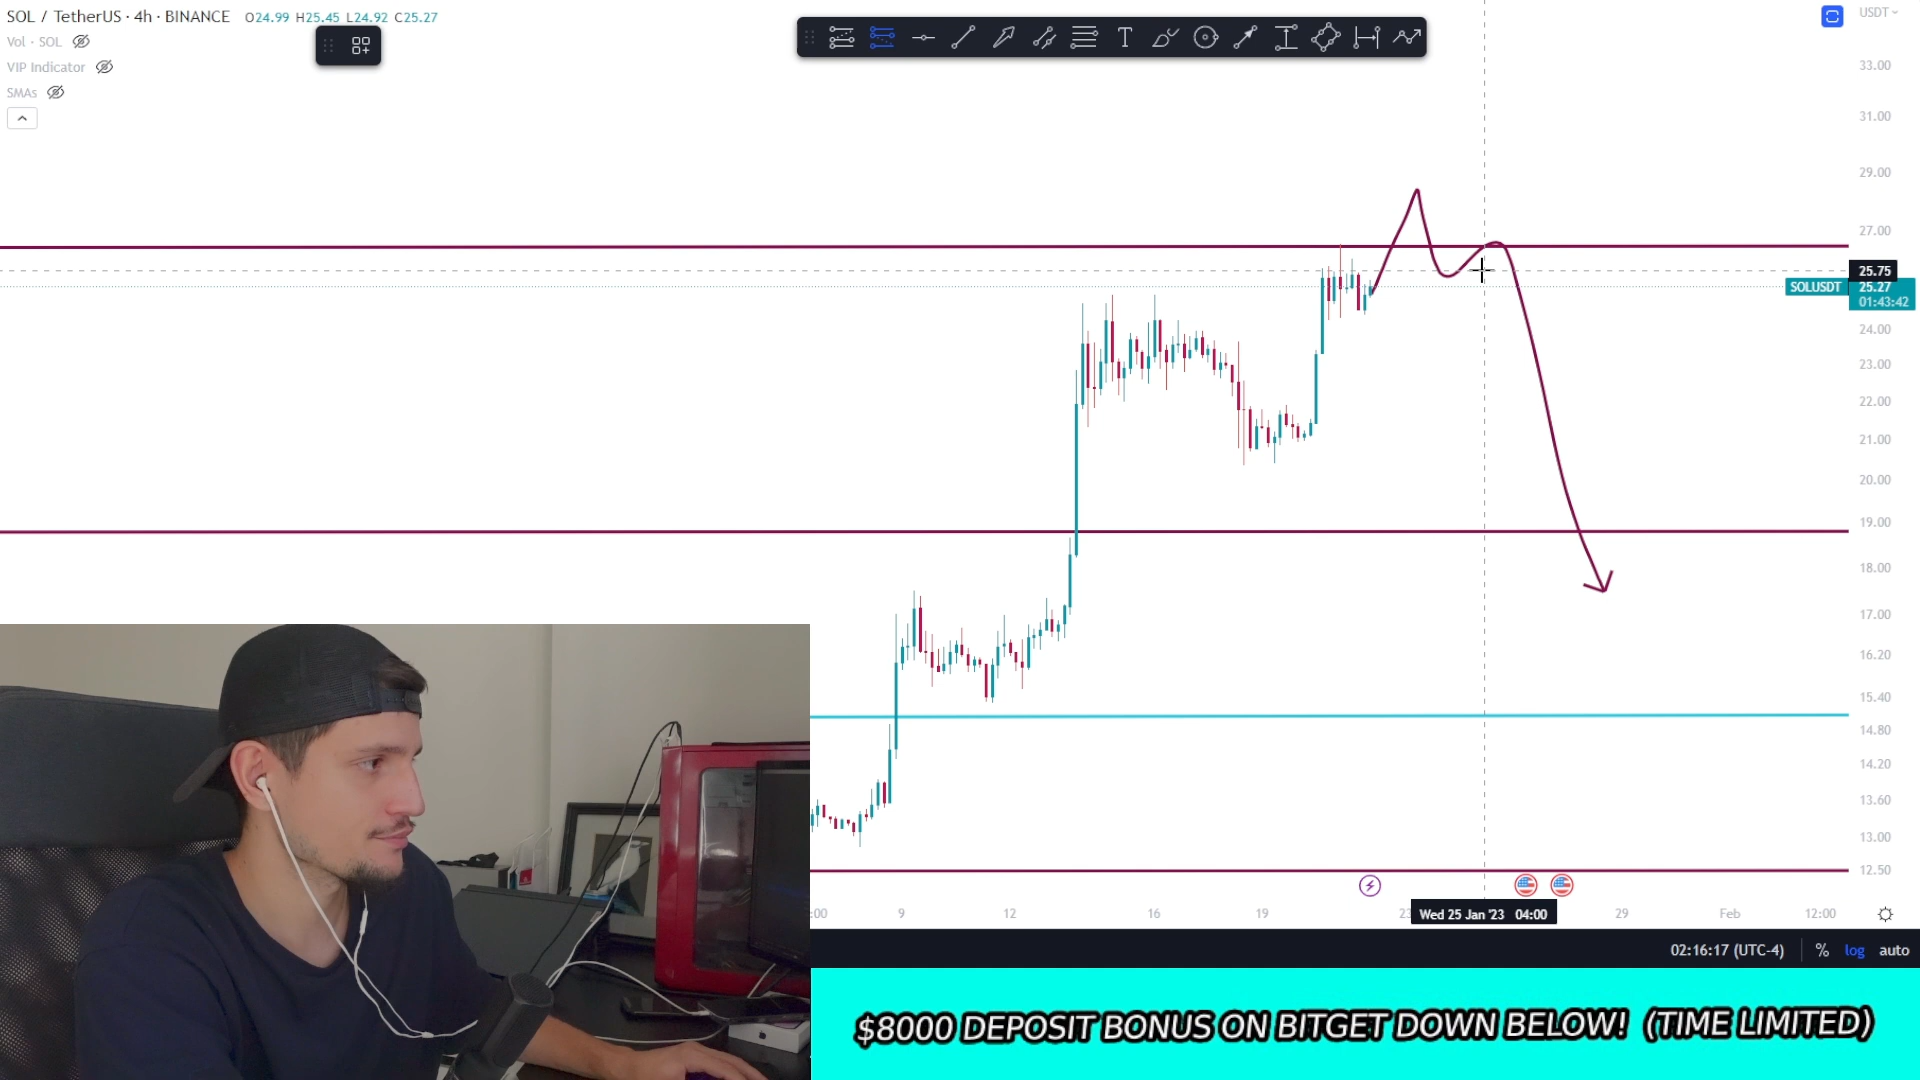 SOL / TetherUS · 4h · BINANCE O24.99 H25.45 L24.92 C25.27
Vol · SOL
VIP Indicator
SMAs
T
USDT
33.00
31.00
29.00
27.00
25.75
SOLUSDT 25.27
01:43:42
24.00
23.00
22.00
21.00
20.00
19.00
18.00
17.00
16.20
15.40
14.80
14.20
13.60
13.00
12.50
:00 9 12 16 19 23 Wed 25 Jan '23 04:00 29 Feb 12:00
02:16:17 (UTC-4) % log auto
$8000 DEPOSIT BONUS ON BITGET DOWN BELOW! (TIME LIMITED)